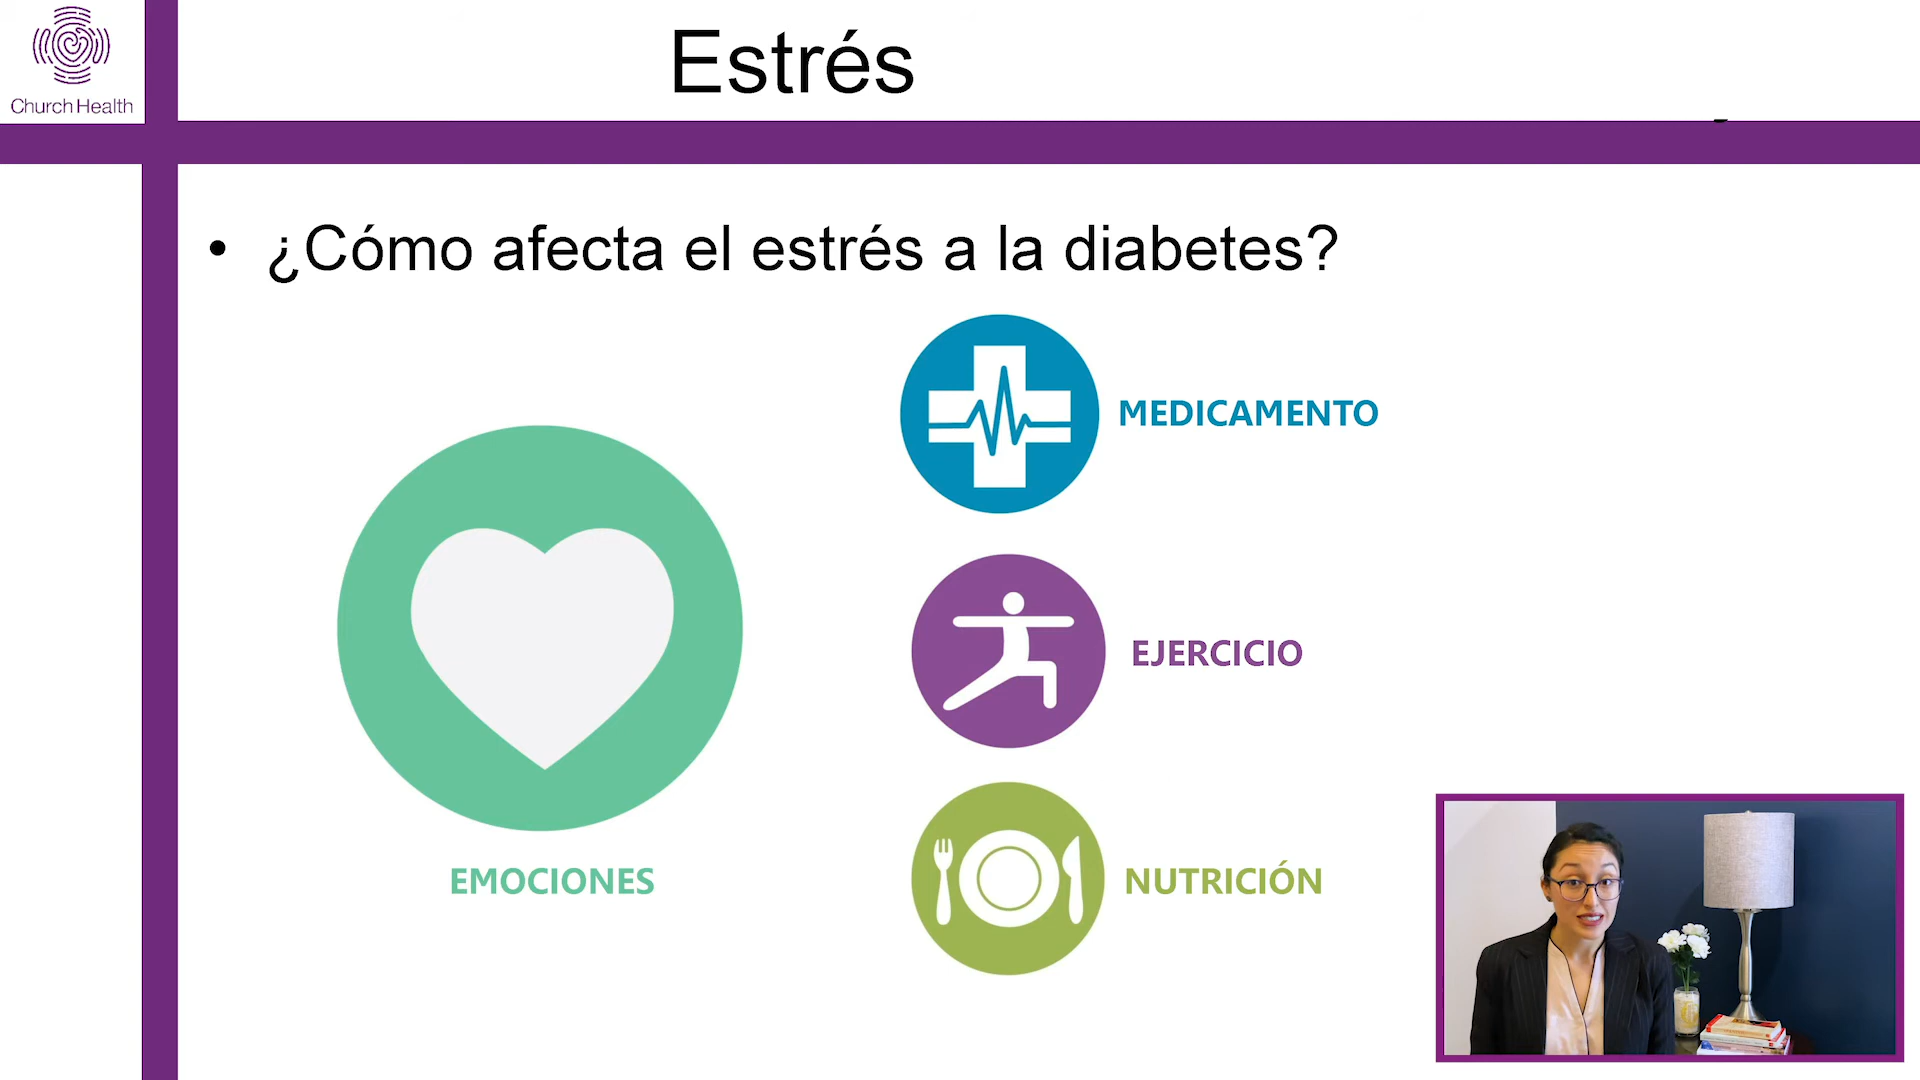 Church Health
Estrés
• ¿Cómo afecta el estrés a la diabetes?
MEDICAMENTO
EJERCICIO
EMOCIONES
NUTRICIÓN